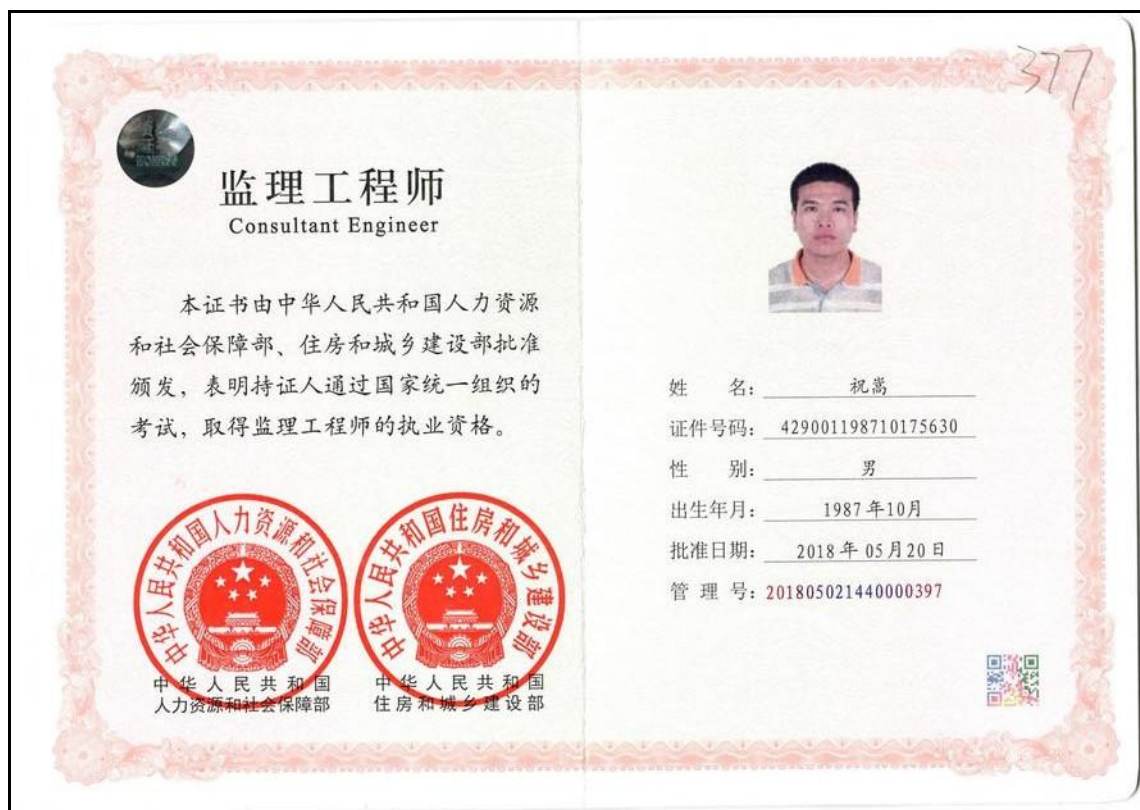 377
监理工程师
Consultant Engineer
本证书由中华人民共和国人力资源
和社会保障部、住房和城乡建设部批准
颁发，表明持证人通过国家统一组织的
考试，取得监理工程师的执业资格。
中华人民共和国人力资源和社会保障部
中华人民共和国住房和城乡建设部
中华人民共和国
人力资源和社会保障部
中华人民共和国
住房和城乡建设部
姓 名： 祝嵩
证件号码： 429001198710175630
性 别： 男
出生年月： 1987年10月
批准日期： 2018年05月20日
管 理 号：201805021440000397